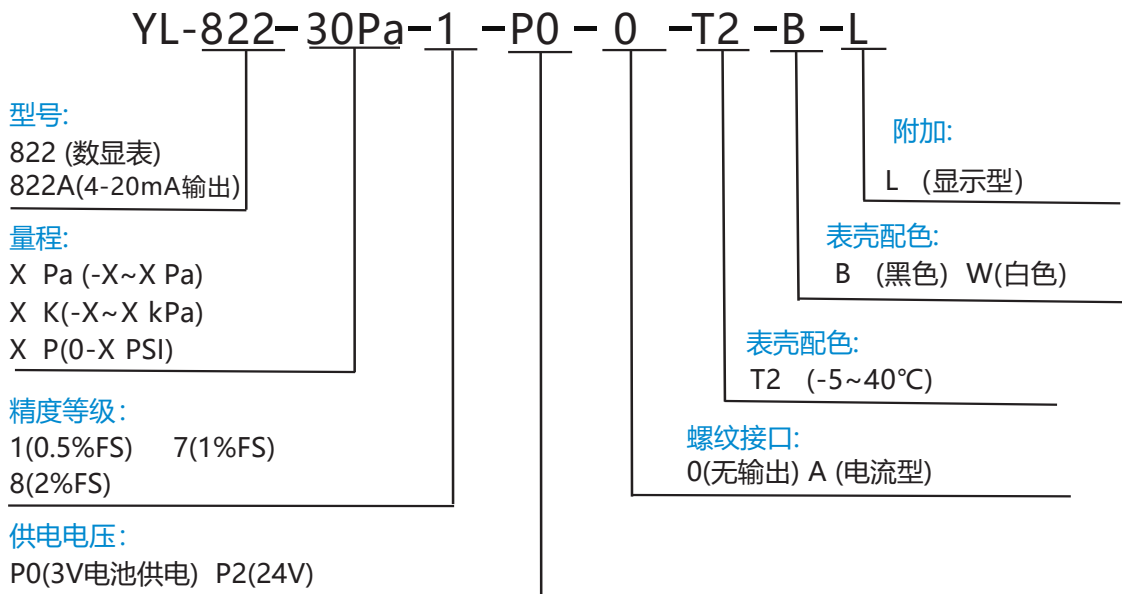 YL-822-30Pa-1-P0-0-T2-B-L
型号:
822 (数显表)
822A(4-20mA输出)
量程:
X Pa (-X~X Pa)
X K(-X~X kPa)
X P(0-X PSI)
精度等级:
1(0.5%FS) 7(1%FS)
8(2%FS)
供电电压:
P0(3V电池供电) P2(24V)
附加:
L (显示型)
表壳配色:
B (黑色) W(白色)
表壳配色:
T2 (-5~40℃)
螺纹接口:
0(无输出) A (电流型)